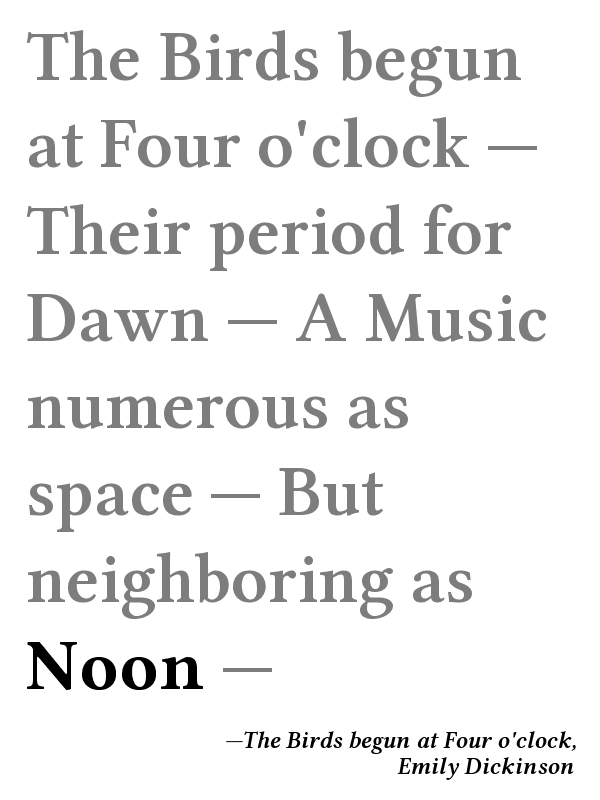 The Birds begun
at Four o'clock —
Their period for
Dawn — A Music
numerous as
space — But
neighboring as
Noon —
—The Birds begun at Four o'clock,
Emily Dickinson